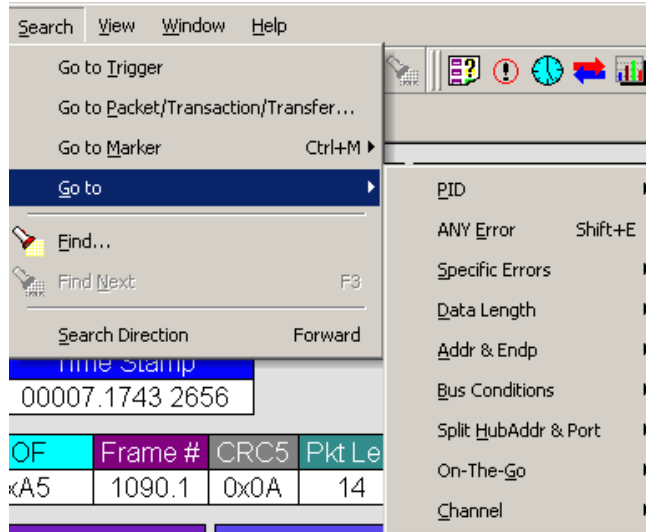 Search View Window Help
Go to Trigger
Go to Packet/Transaction/Transfer...
Go to Marker Ctrl+M
Go to
Find...
Find Next F3
Search Direction Forward
PID
ANY Error Shift+E
Specific Errors
Data Length
Addr & Endp
Bus Conditions
Split HubAddr & Port
On-The-Go
Channel
Time Stamp
00007.1743 2656
OF Frame # CRC5 Pkt Le
xA5 1090.1 0x0A 14